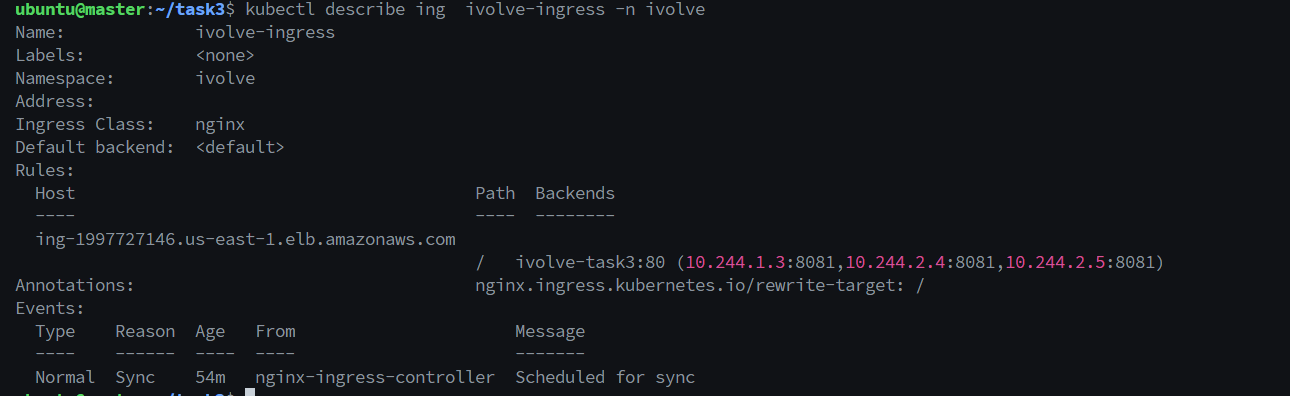 ubuntu@master:~/task3$ kubectl describe ing  ivolve-ingress -n ivolve
Name:             ivolve-ingress
Labels:           <none>
Namespace:        ivolve
Address:
Ingress Class:    nginx
Default backend:  <default>
Rules:
  Host                                        Path  Backends
  ----                                        ----  --------
  ing-1997727146.us-east-1.elb.amazonaws.com
                                              /   ivolve-task3:80 (10.244.1.3:8081,10.244.2.4:8081,10.244.2.5:8081)
Annotations:                                  nginx.ingress.kubernetes.io/rewrite-target: /
Events:
  Type    Reason  Age   From                      Message
  ----    ------  ----  ----                      -------
  Normal  Sync    54m   nginx-ingress-controller  Scheduled for sync
ubuntu@master:~/task3$